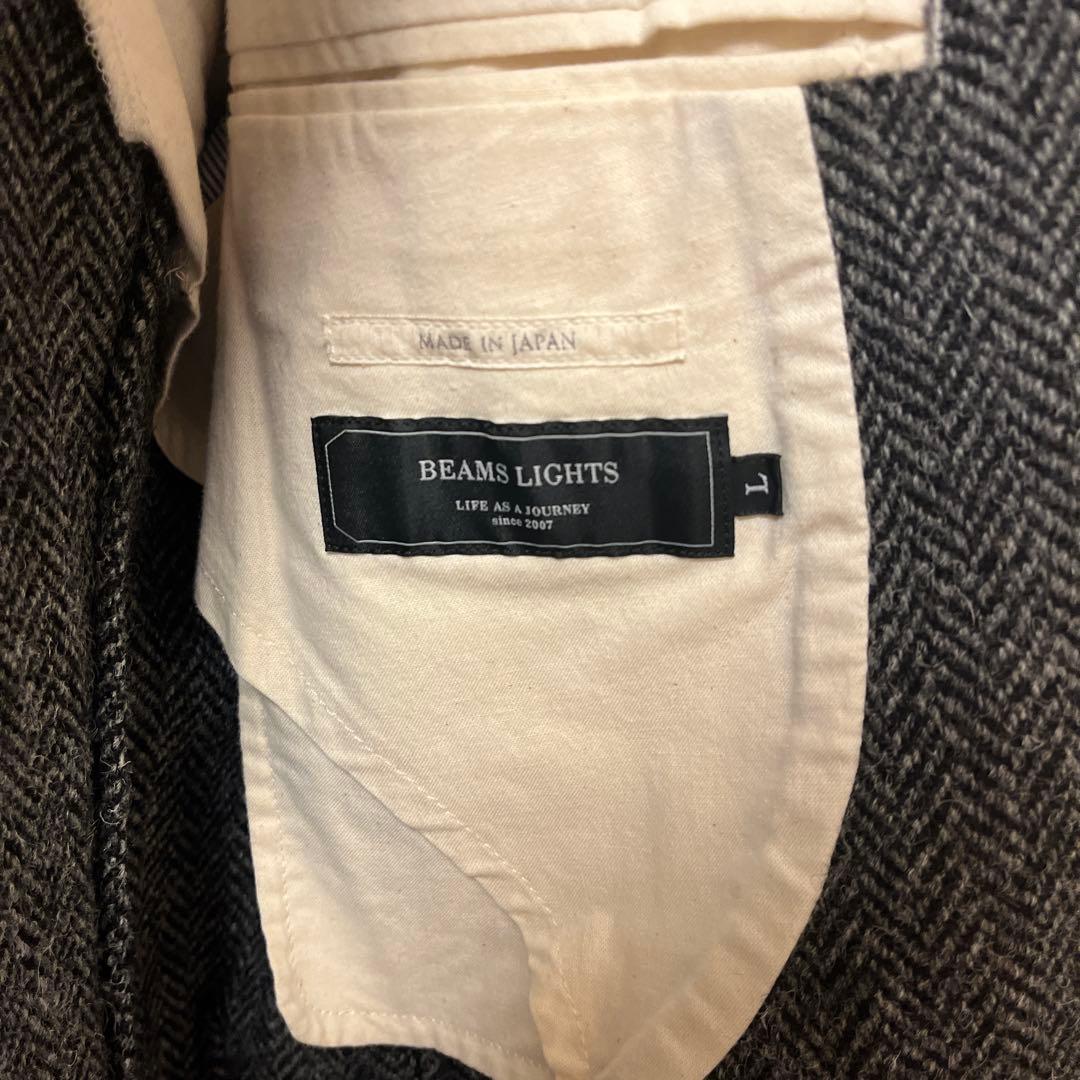 MADE IN JAPAN
BEAMS LIGHTS
LIFE AS A JOURNEY
since 2007
L